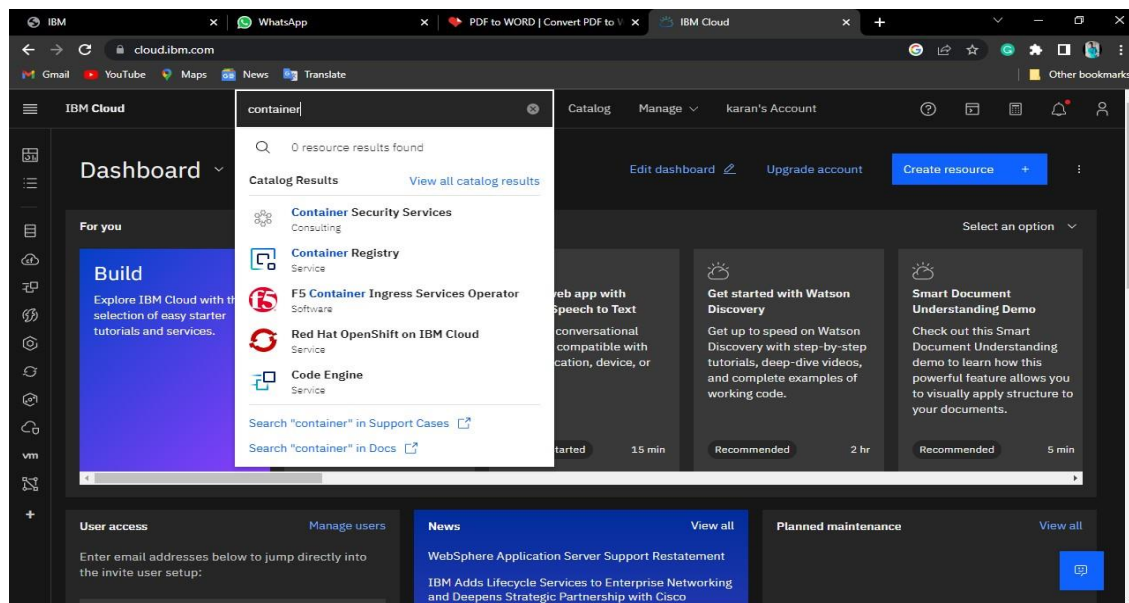 IBM
WhatsApp
PDF to WORD | Convert PDF to
IBM Cloud
cloud.ibm.com
Gmail
YouTube
Maps
News
Translate
Other bookmarks
IBM Cloud
container
Catalog
Manage
karan's Account
Dashboard
Edit dashboard
Upgrade account
Create resource +
0 resource results found
Catalog Results
View all catalog results
Container Security Services
Consulting
Container Registry
Service
F5 Container Ingress Services Operator
Software
Red Hat OpenShift on IBM Cloud
Service
Code Engine
Service
Search "container" in Support Cases
Search "container" in Docs
For you
Select an option
Build
Explore IBM Cloud with
selection of easy starter
tutorials and services.
app with
Speech to Text
conversational
compatible with
device, or
15 min
Get started with Watson
Discovery
Get up to speed on Watson
Discovery with step-by-step
tutorials, deep-dive videos,
and complete examples of
working code.
Recommended
2 hr
Smart Document
Understanding Demo
Check out this Smart
Document Understanding
demo to learn how this
powerful feature allows you
to visually apply structure to
your documents.
Recommended
5 min
vm
User access
Manage users
Enter email addresses below to jump directly into
the invite user setup:
News
View all
WebSphere Application Server Support Restatement
IBM Adds Lifecycle Services to Enterprise Networking
and Deepens Strategic Partnership with Cisco
Planned maintenance
View all